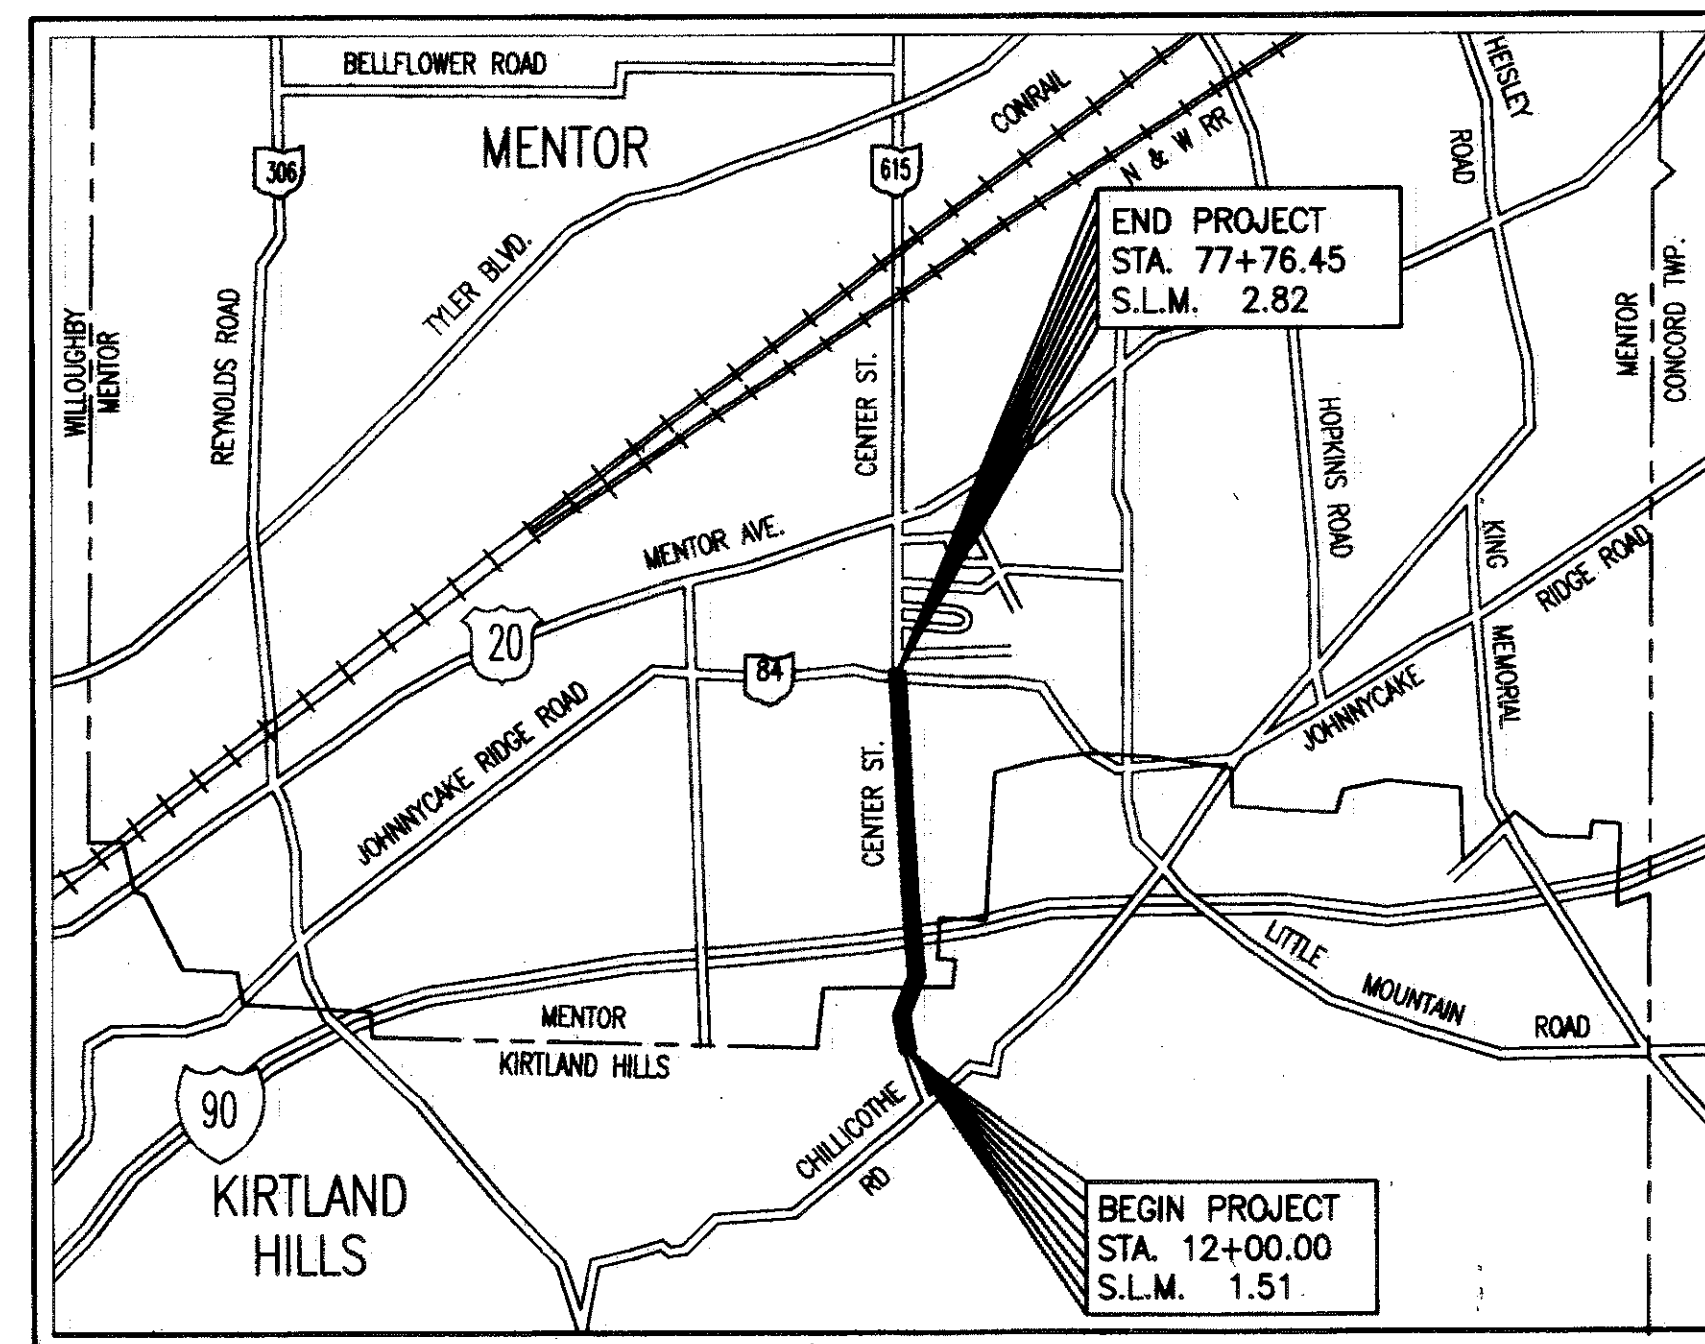 BELLFLOWER ROAD
CONRAIL
HEISLEY
ROAD
MENTOR
306
615
N & W RR
END PROJECT
STA. 77+76.45
S.L.M. 2.82
TYLER BLVD.
REYNOLDS ROAD
WILLOUGHBY
MENTOR
CENTER ST.
MENTOR
CONCORD TWP.
HOPKINS ROAD
MENTOR AVE.
KING
MEMORIAL
RIDGE ROAD
20
84
JOHNNYCAKE
JOHNNYCAKE RIDGE ROAD
CENTER ST.
LITTLE
MOUNTAIN
ROAD
MENTOR
KIRTLAND HILLS
90
CHILLICOTHE
RD
KIRTLAND
HILLS
BEGIN PROJECT
STA. 12+00.00
S.L.M. 1.51